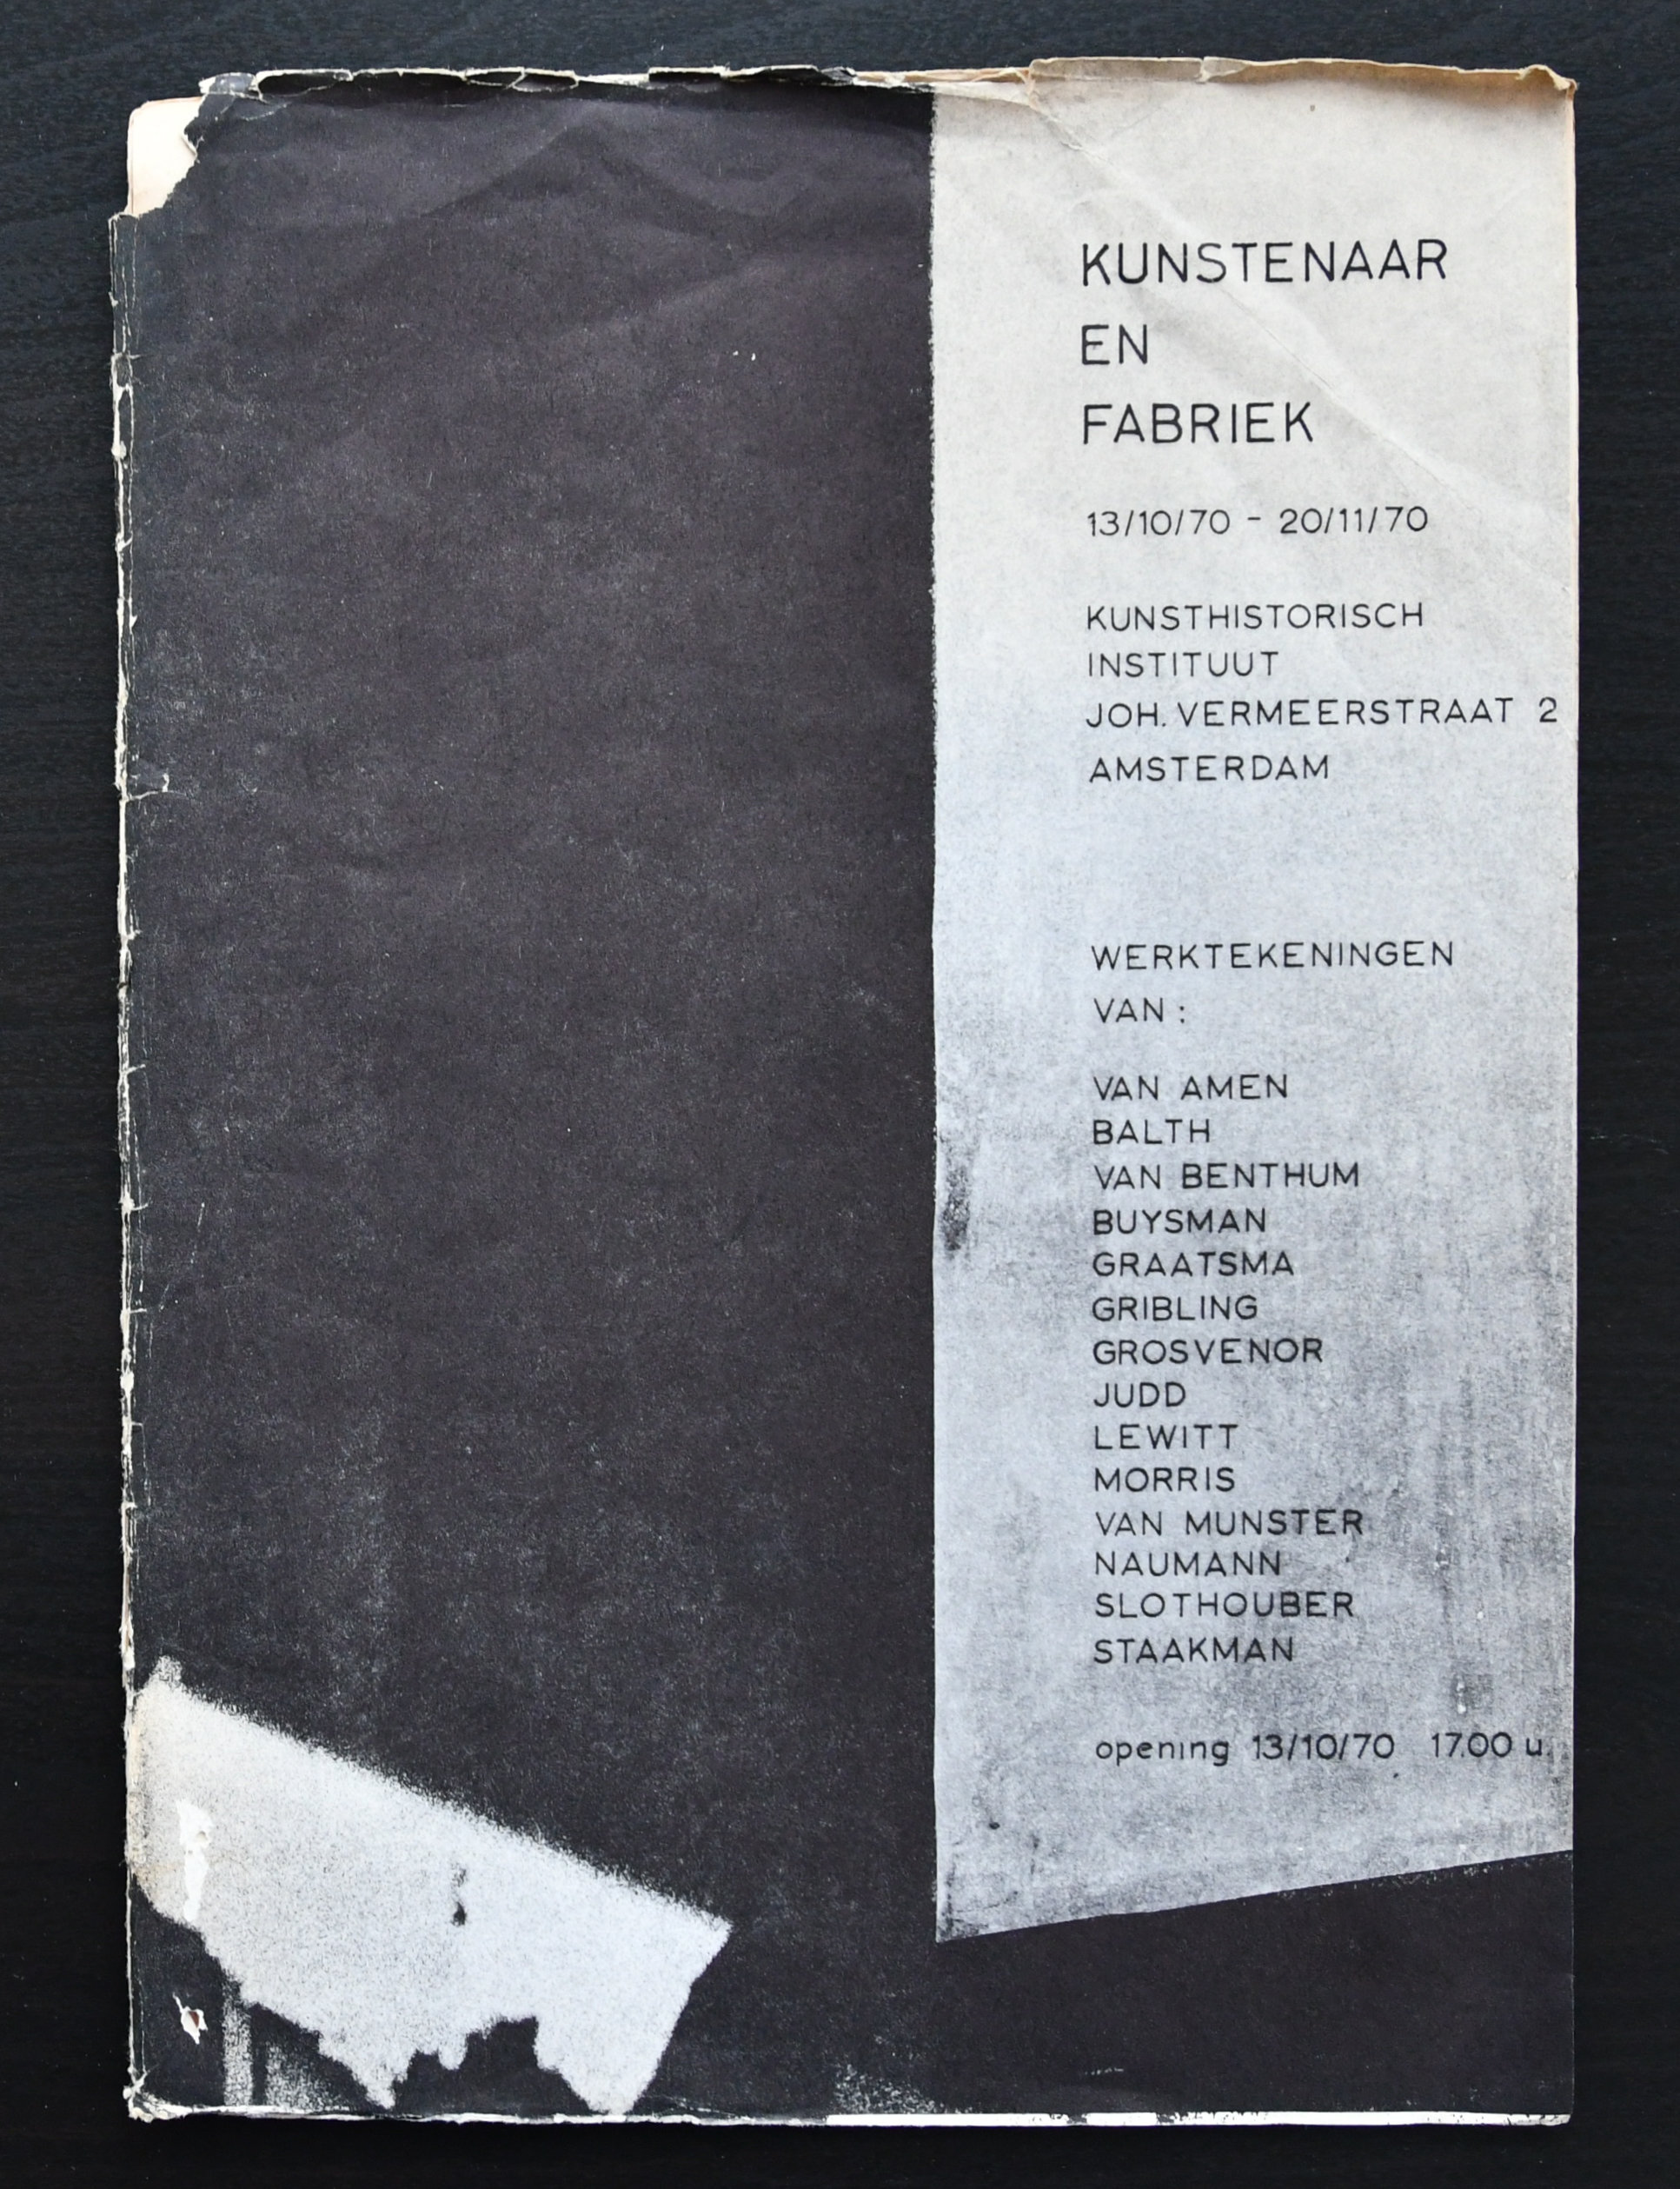 KUNSTENAAR
EN
FABRIEK
13/10/70 - 20/11/70
KUNSTHISTORISCH
INSTITUUT
JOH. VERMEERSTRAAT 2
AMSTERDAM
WERKTEKENINGEN
VAN :
VAN AMEN
BALTH
VAN BENTHUM
BUYSMAN
GRAATSMA
GRIBLING
GROSVENOR
JUDD
LEWITT
MORRIS
VAN MUNSTER
NAUMANN
SLOTHOUBER
STAAKMAN
opening 13/10/70 17.00 u.